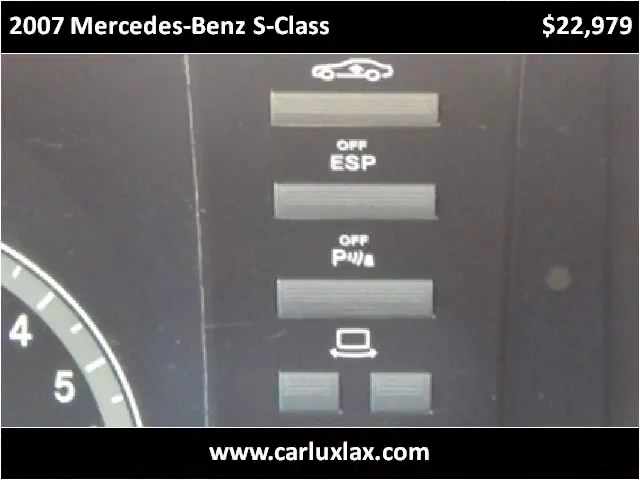 2007 Mercedes-Benz S-Class $22,979
OFF
ESP
OFF
P
4
5
www.carluxlax.com